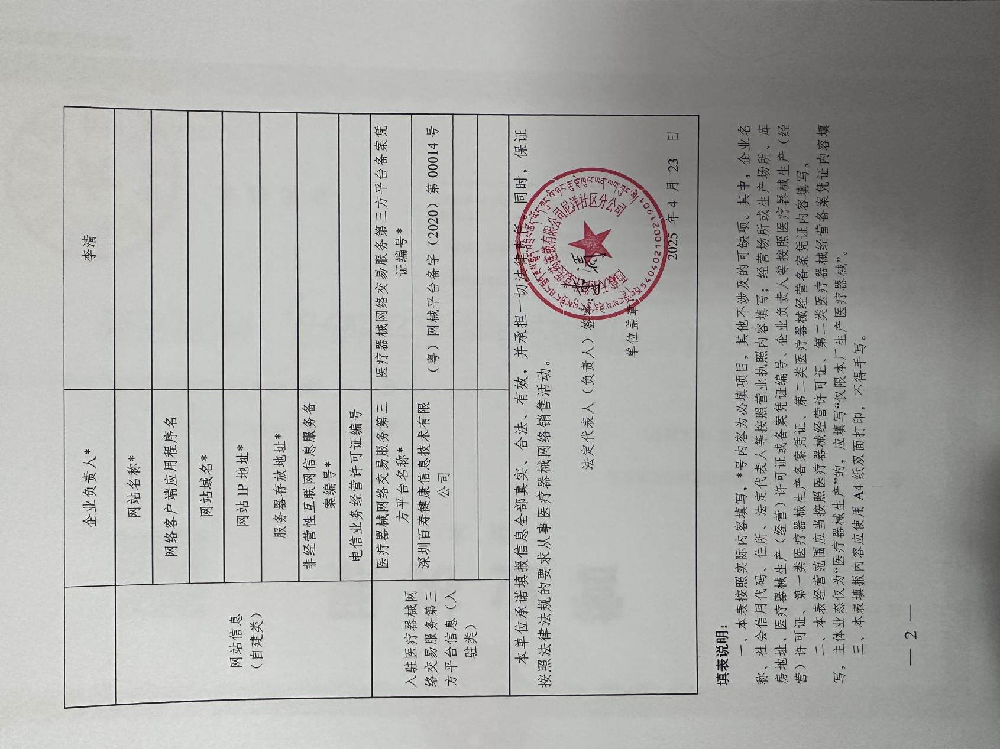 企业负责人* 李清
网站信息
（自建类）
网站名称*
网络客户端应用程序名
网站域名*
网站 IP 地址*
服务器存放地址*
非经营性互联网信息服务备
案编号*
电信业务经营许可证编号
入驻医疗器械网
络交易服务第三
方平台信息（入
驻类）
医疗器械网络交易服务第三
方平台名称*
医疗器械网络交易服务第三方平台备案凭
证编号*
深圳百寿健康信息技术有限
公司
（粤）网械平台备字（2020）第 00014 号
本单位承诺填报信息全部真实、合法、有效，并承担一切法律责任。同时，保证
按照法律法规的要求从事医疗器械网络销售活动。
法定代表人（负责人）签字：
单位盖章：
医药连锁有限公司尼洋社区分公司
5404021002190
2025 年 4 月 23 日
填表说明：
一、本表按照实际内容填写，*号内容为必填项目，其他不涉及的可缺项。其中，企业名
称、社会信用代码、住所、法定代表人等按照营业执照内容填写；经营场所或生产场所、库
房地址、医疗器械生产（经营）许可证或备案凭证编号、企业负责人等按照医疗器械生产（经
营）许可证、第一类医疗器械生产备案凭证、第二类医疗器械经营备案凭证内容填写。
二、本表经营范围应当按照医疗器械经营许可证、第二类医疗器械经营备案凭证内容填
写，主体业态仅为“医疗器械生产”的，应填写“仅限本厂生产医疗器械”。
三、本表填报内容应使用 A4 纸双面打印，不得手写。
— 2 —